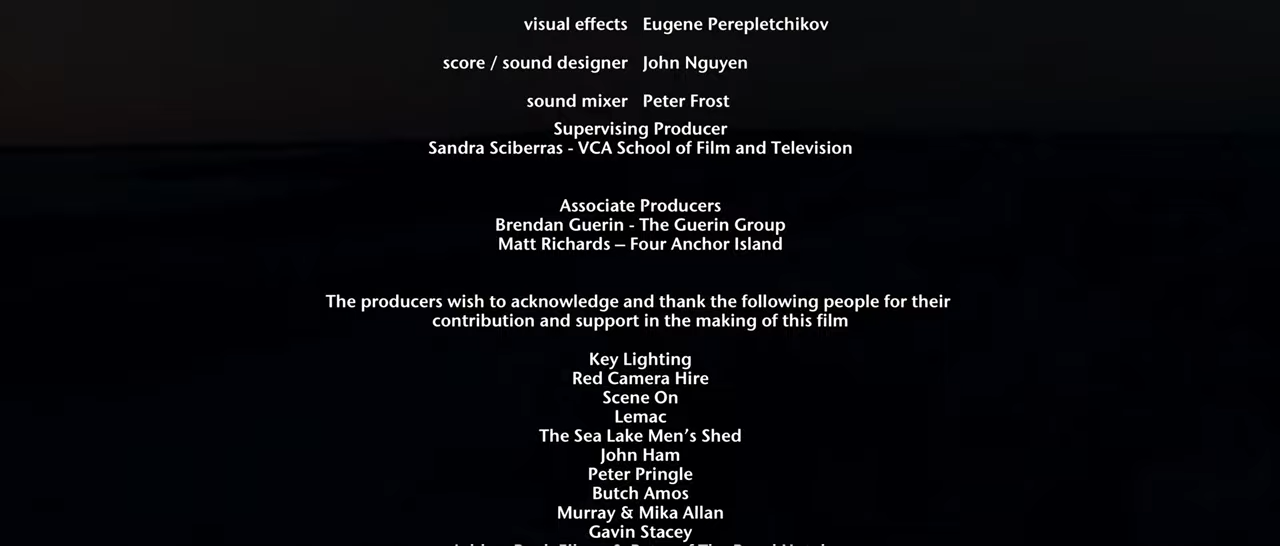 visual effects Eugene Perepletchikov
score / sound designer John Nguyen
sound mixer Peter Frost
Supervising Producer
Sandra Sciberras - VCA School of Film and Television
Associate Producers
Brendan Guerin - The Guerin Group
Matt Richards – Four Anchor Island
The producers wish to acknowledge and thank the following people for their
contribution and support in the making of this film
Key Lighting
Red Camera Hire
Scene On
Lemac
The Sea Lake Men’s Shed
John Ham
Peter Pringle
Butch Amos
Murray & Mika Allan
Gavin Stacey